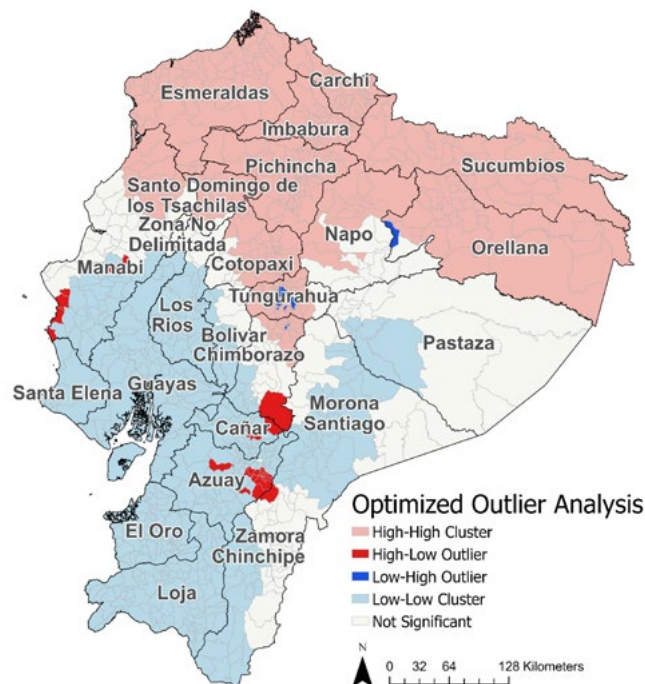 Esmeraldas
Carchi
Imbabura
Pichincha
Sucumbios
Santo Domingo de
los Tsachilas
Zona No
Delimitada
Napo
Orellana
Manabi
Cotopaxi
Tungurahua
Los
Rios
Bolivar
Chimborazo
Pastaza
Santa Elena
Guayas
Morona
Santiago
Cañar
Azuay
El Oro
Zamora
Chinchipe
Loja
Optimized Outlier Analysis
High-High Cluster
High-Low Outlier
Low-High Outlier
Low-Low Cluster
Not Significant
N
0 32 64 128 Kilometers